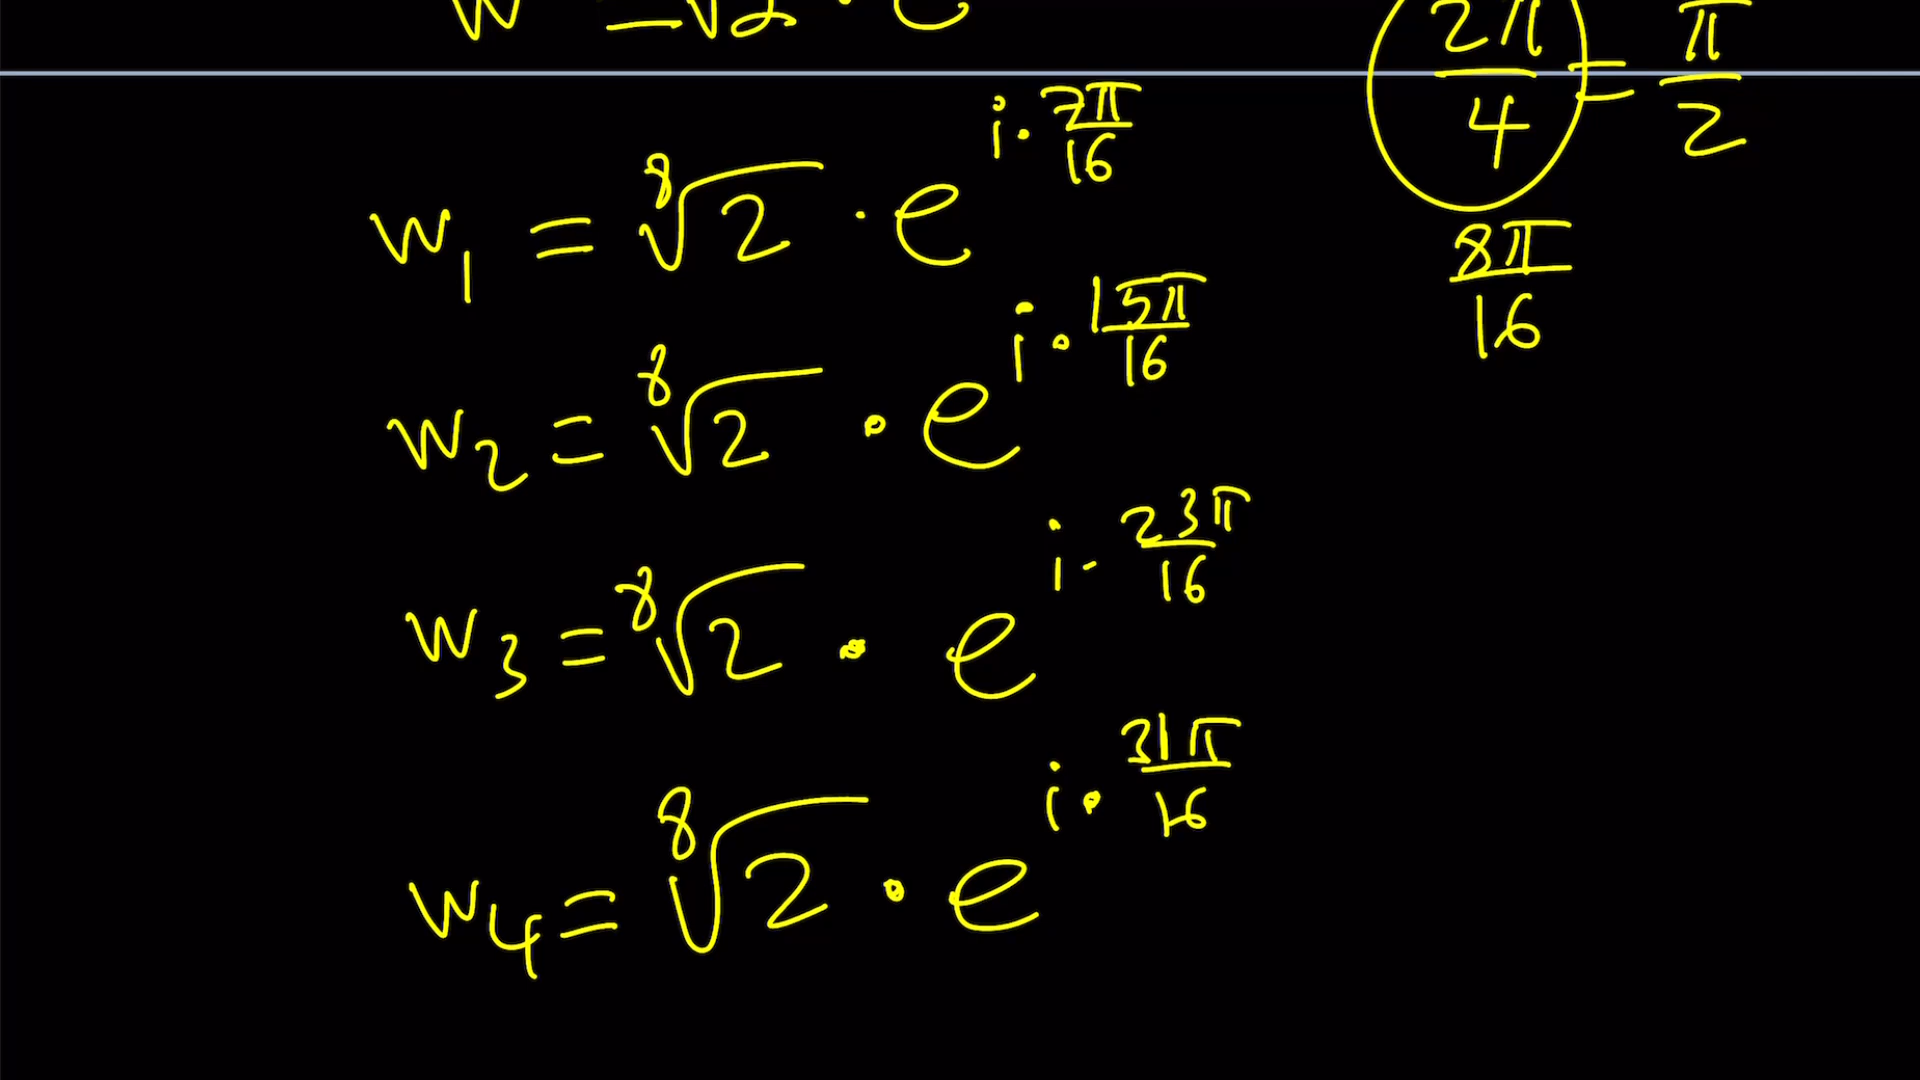 w = √2 · e
2π/4 = π/2
w₁ = ⁸√2 · e^(i · 7π/16)
8π/16
w₂ = ⁸√2 · e^(i · 15π/16)
w₃ = ⁸√2 · e^(i · 23π/16)
w₄ = ⁸√2 · e^(i · 31π/16)